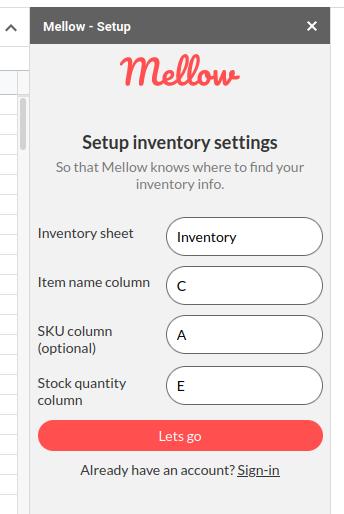 Mellow - Setup
Mellow
Setup inventory settings
So that Mellow knows where to find your
inventory info.
Inventory sheet
Inventory
Item name column
C
SKU column
(optional)
A
Stock quantity
column
E
Lets go
Already have an account? Sign-in